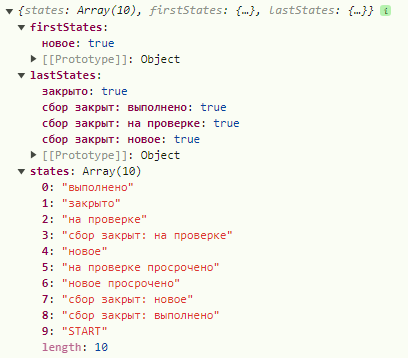 ▼ {states: Array(10), firstStates: {…}, lastStates: {…}} i
▼ firstStates:
новое: true
▶ [[Prototype]]: Object
▼ lastStates:
закрыто: true
сбор закрыт: выполнено: true
сбор закрыт: на проверке: true
сбор закрыт: новое: true
▶ [[Prototype]]: Object
▼ states: Array(10)
0: "выполнено"
1: "закрыто"
2: "на проверке"
3: "сбор закрыт: на проверке"
4: "новое"
5: "на проверке просрочено"
6: "новое просрочено"
7: "сбор закрыт: новое"
8: "сбор закрыт: выполнено"
9: "START"
length: 10